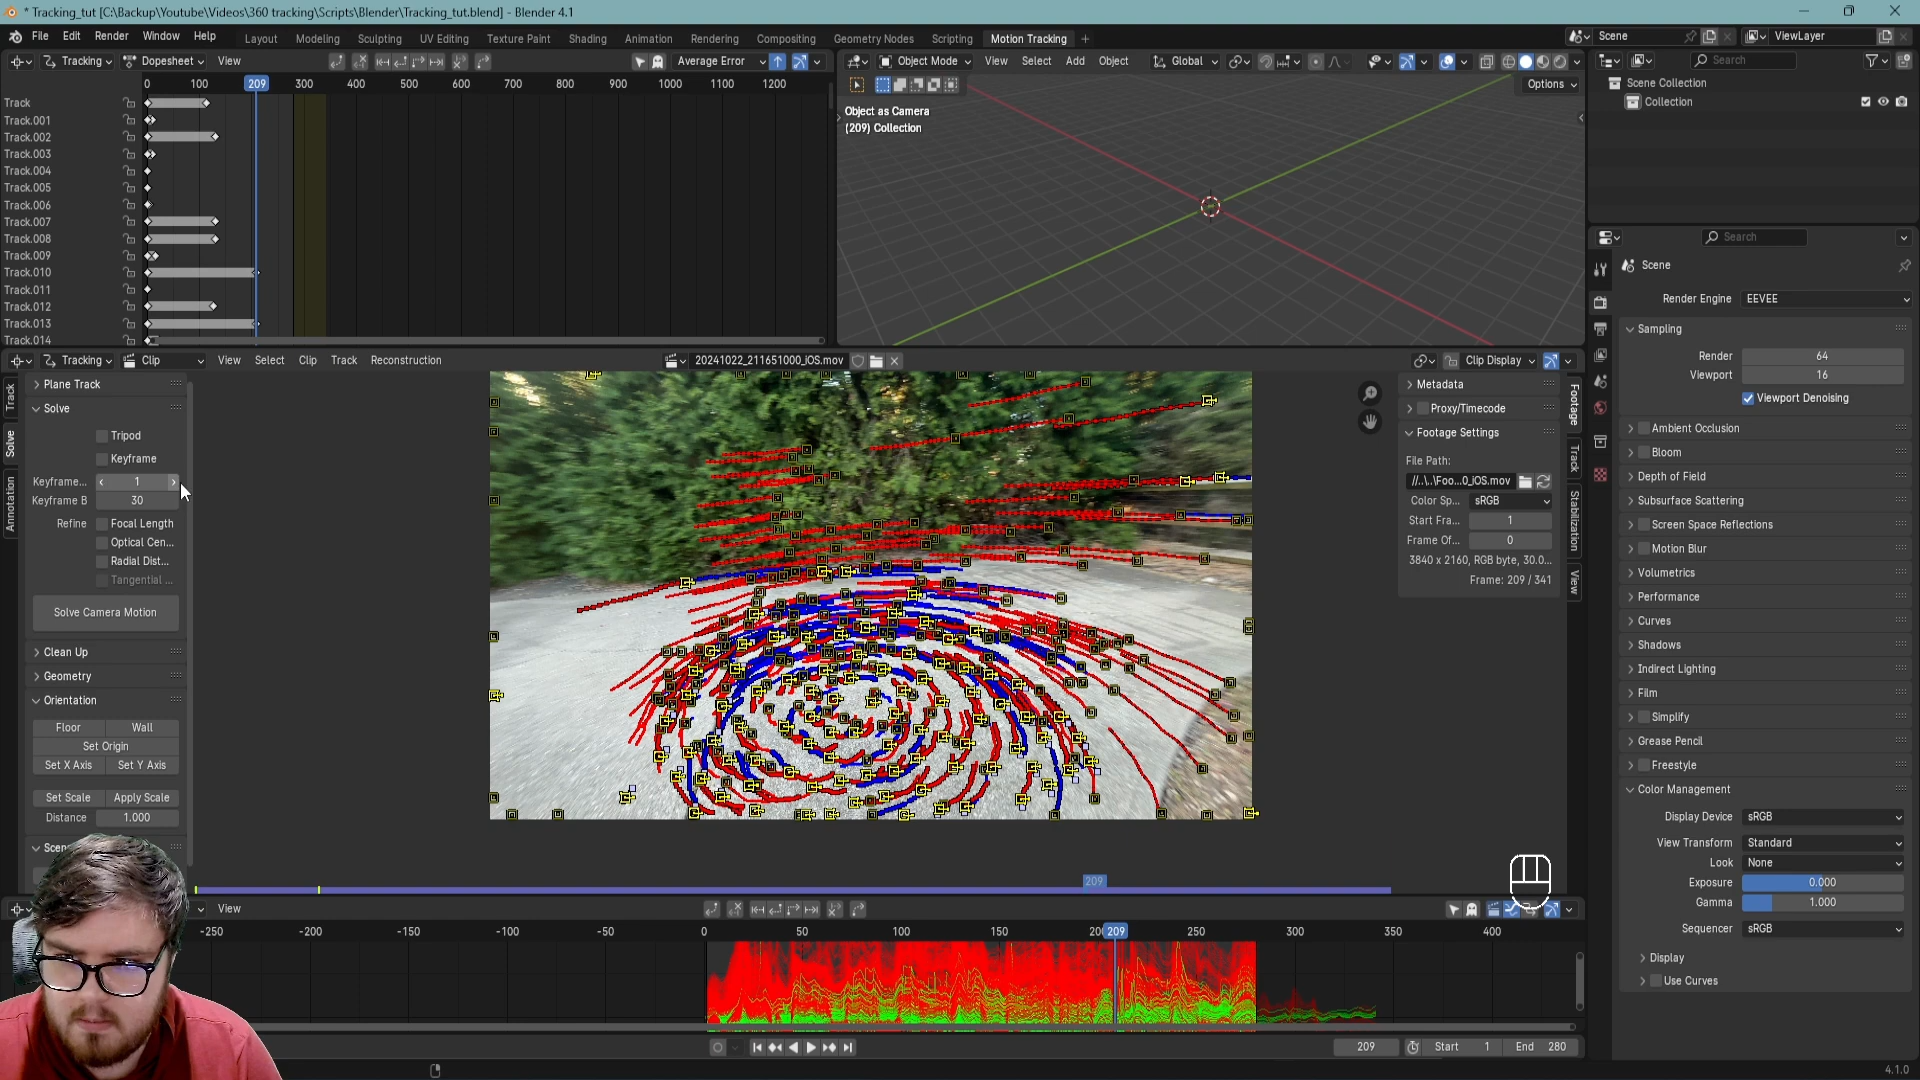 * Tracking_tut [C:\Backup\Youtube\Videos\360 tracking\Scripts\Blender\Tracking_tut.blend] - Blender 4.1
File Edit Render Window Help Layout Modeling Sculpting UV Editing Texture Paint Shading Animation Rendering Compositing Geometry Nodes Scripting Motion Tracking + Scene ViewLayer
Tracking Dopesheet View Average Error
Object Mode View Select Add Object Global
Search
0 100 209 300 400 500 600 700 800 900 1000 1100 1200
Options
Scene Collection
Collection
Object as Camera
(209) Collection
Track
Track.001
Track.002
Track.003
Track.004
Track.005
Track.006
Track.007
Track.008
Track.009
Track.010
Track.011
Track.012
Track.013
Track.014
Tracking Clip View Select Clip Track Reconstruction 20241022_211651000_iOS.mov Clip Display
Track
Solve
Annotation
Plane Track
Solve
Tripod
Keyframe
Keyframe... 1
Keyframe B 30
Refine Focal Length
Optical Cen...
Radial Dist...
Tangential ...
Solve Camera Motion
Clean Up
Geometry
Orientation
Floor Wall
Set Origin
Set X Axis Set Y Axis
Set Scale Apply Scale
Distance 1.000
Metadata
Proxy/Timecode
Footage Settings
File Path:
//..\..\Foo...0_iOS.mov
Color Sp... sRGB
Start Fra... 1
Frame Of... 0
3840 x 2160, RGB byte, 30.0...
Frame: 209 / 341
Footage
Track
Stabilization
View
209
View
-250 -200 -150 -100 -50 0 50 100 150 209 250 300 350 400
209 Start 1 End 280
Search
Scene
Render Engine EEVEE
Sampling
Render 64
Viewport 16
Viewport Denoising
Ambient Occlusion
Bloom
Depth of Field
Subsurface Scattering
Screen Space Reflections
Motion Blur
Volumetrics
Performance
Curves
Shadows
Indirect Lighting
Film
Simplify
Grease Pencil
Freestyle
Color Management
Display Device sRGB
View Transform Standard
Look None
Exposure 0.000
Gamma 1.000
Sequencer sRGB
Display
Use Curves
4.1.0